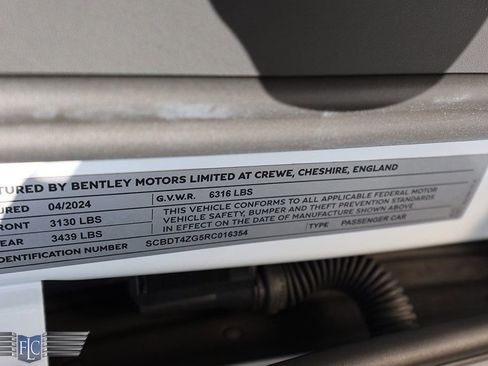 TURED BY BENTLEY MOTORS LIMITED AT CREWE, CHESHIRE, ENGLAND
URED 04/2024 G.V.W.R. 6316 LBS
RONT 3130 LBS THIS VEHICLE CONFORMS TO ALL APPLICABLE FEDERAL MOTOR
VEHICLE SAFETY, BUMPER AND THEFT PREVENTION STANDARDS
EAR 3439 LBS IN EFFECT ON THE DATE OF MANUFACTURE SHOWN ABOVE
DENTIFICATION NUMBER SCBDT4ZG5RC016354 TYPE PASSENGER CAR
FLC